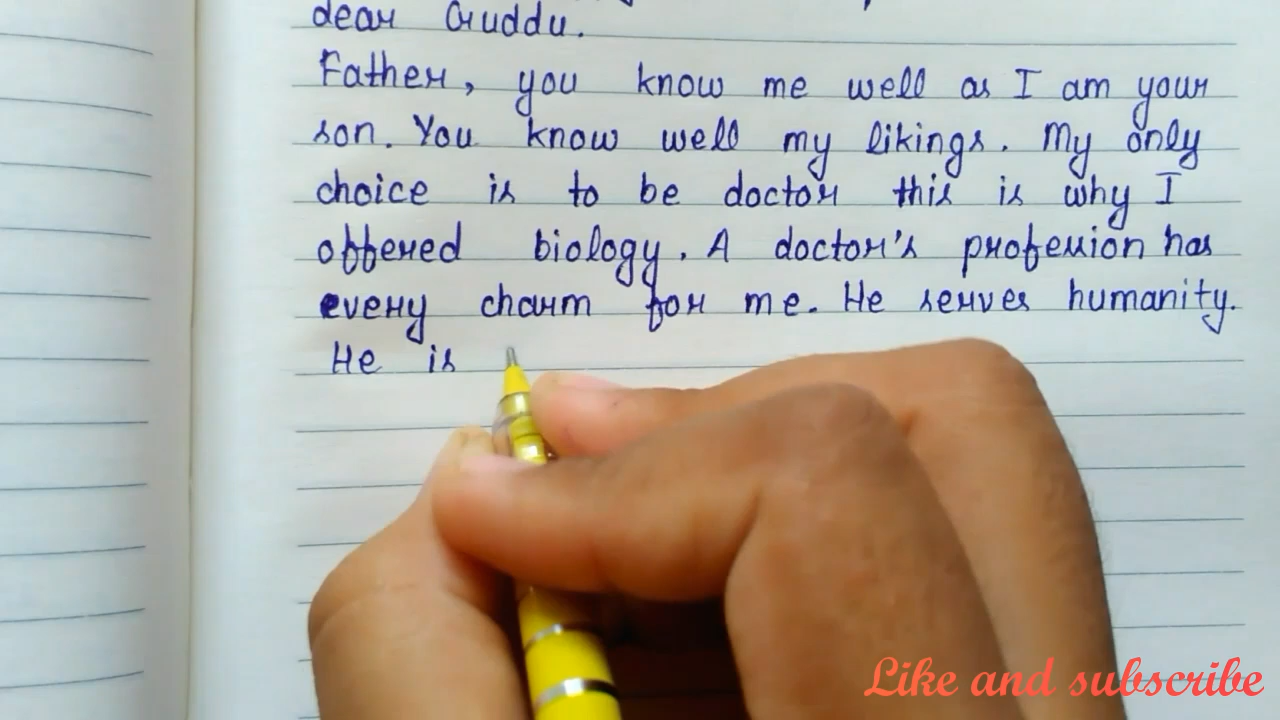 dear Guddu.
Father, you know me well as I am your
son. You know well my likings. My only
choice is to be doctor this is why I
offered biology. A doctor's profession has
every charm for me. He serves humanity.
He is
Like and subscribe